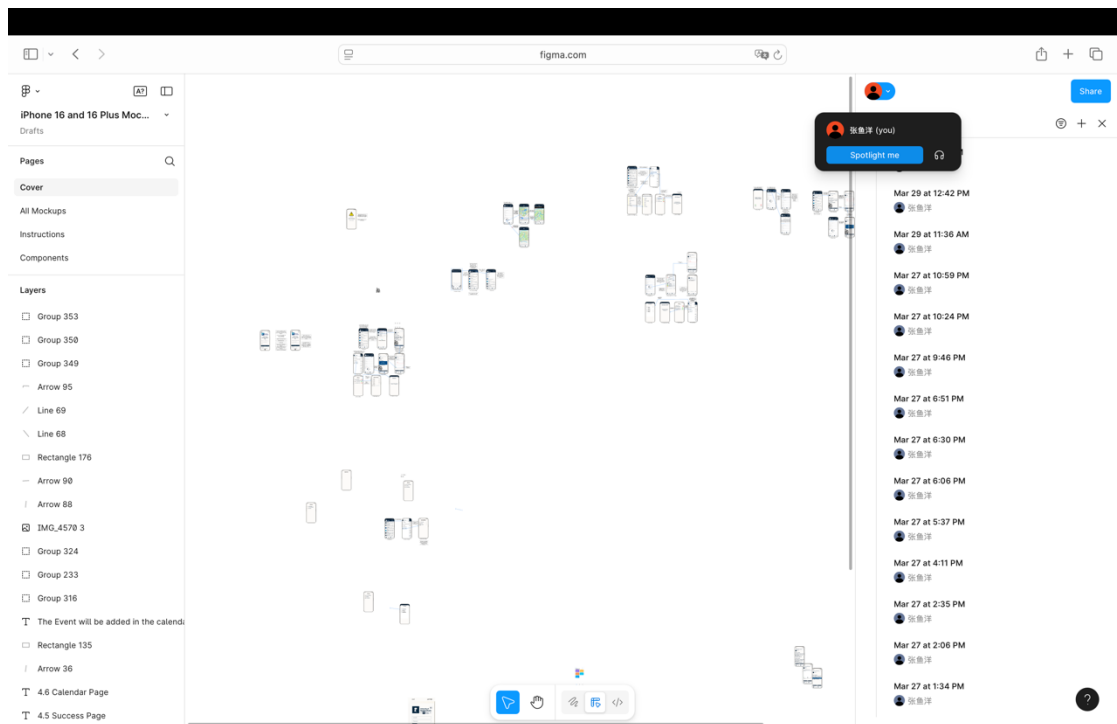 figma.com
A?
iPhone 16 and 16 Plus Moc...
Drafts
Share
张鱼洋 (you)
Spotlight me
Pages
Cover
All Mockups
Instructions
Components
Layers
Group 353
Group 350
Group 349
Arrow 95
Line 69
Line 68
Rectangle 176
Arrow 90
Arrow 88
IMG_4570 3
Group 324
Group 233
Group 316
The Event will be added in the calenda
Rectangle 135
Arrow 36
4.6 Calendar Page
4.5 Success Page
Mar 29 at 12:42 PM
张鱼洋
Mar 29 at 11:36 AM
张鱼洋
Mar 27 at 10:59 PM
张鱼洋
Mar 27 at 10:24 PM
张鱼洋
Mar 27 at 9:46 PM
张鱼洋
Mar 27 at 6:51 PM
张鱼洋
Mar 27 at 6:30 PM
张鱼洋
Mar 27 at 6:06 PM
张鱼洋
Mar 27 at 5:37 PM
张鱼洋
Mar 27 at 4:11 PM
张鱼洋
Mar 27 at 2:35 PM
张鱼洋
Mar 27 at 2:06 PM
张鱼洋
Mar 27 at 1:34 PM
张鱼洋
?